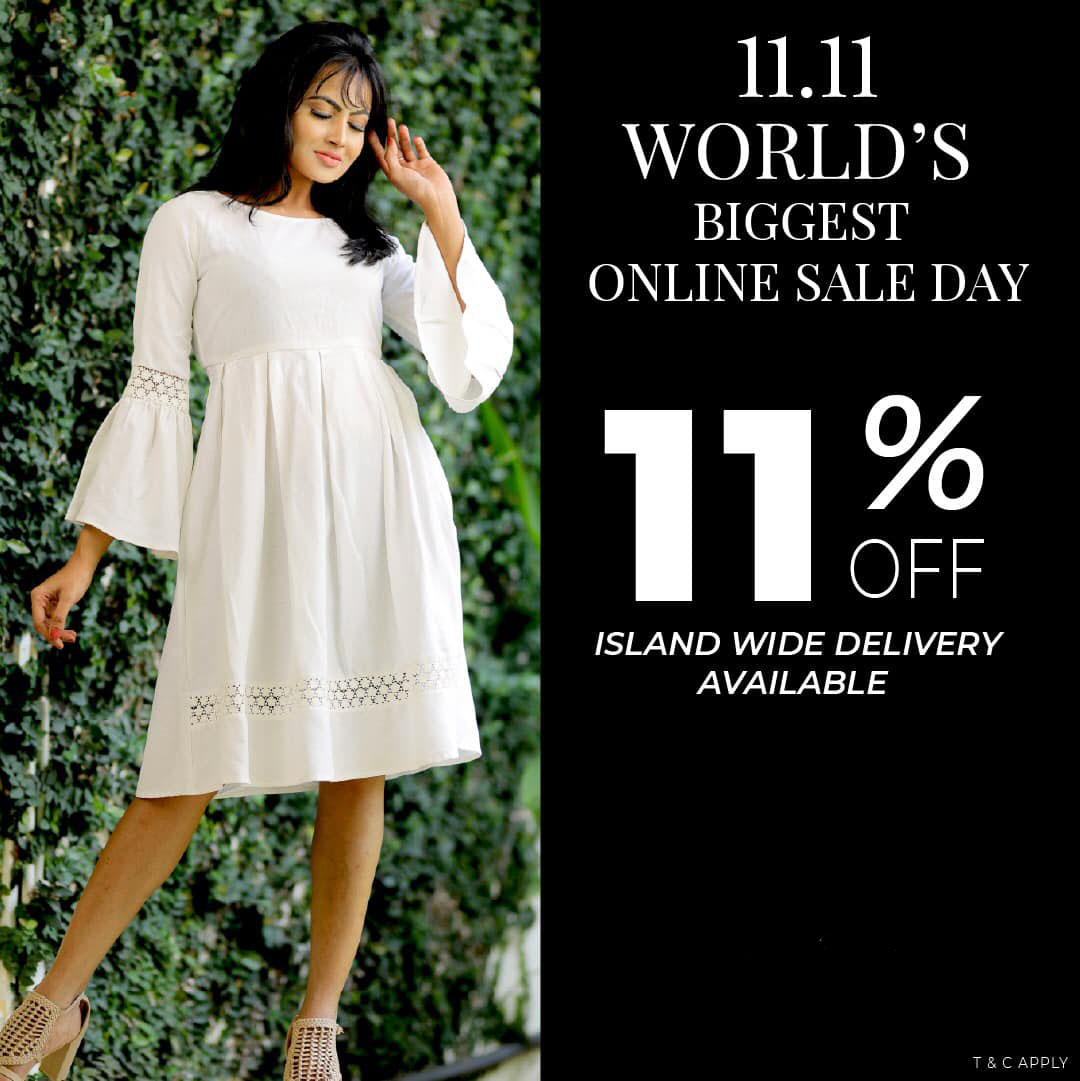 11.11
WORLD’S
BIGGEST
ONLINE SALE DAY
11%
OFF
ISLAND WIDE DELIVERY
AVAILABLE
T & C APPLY